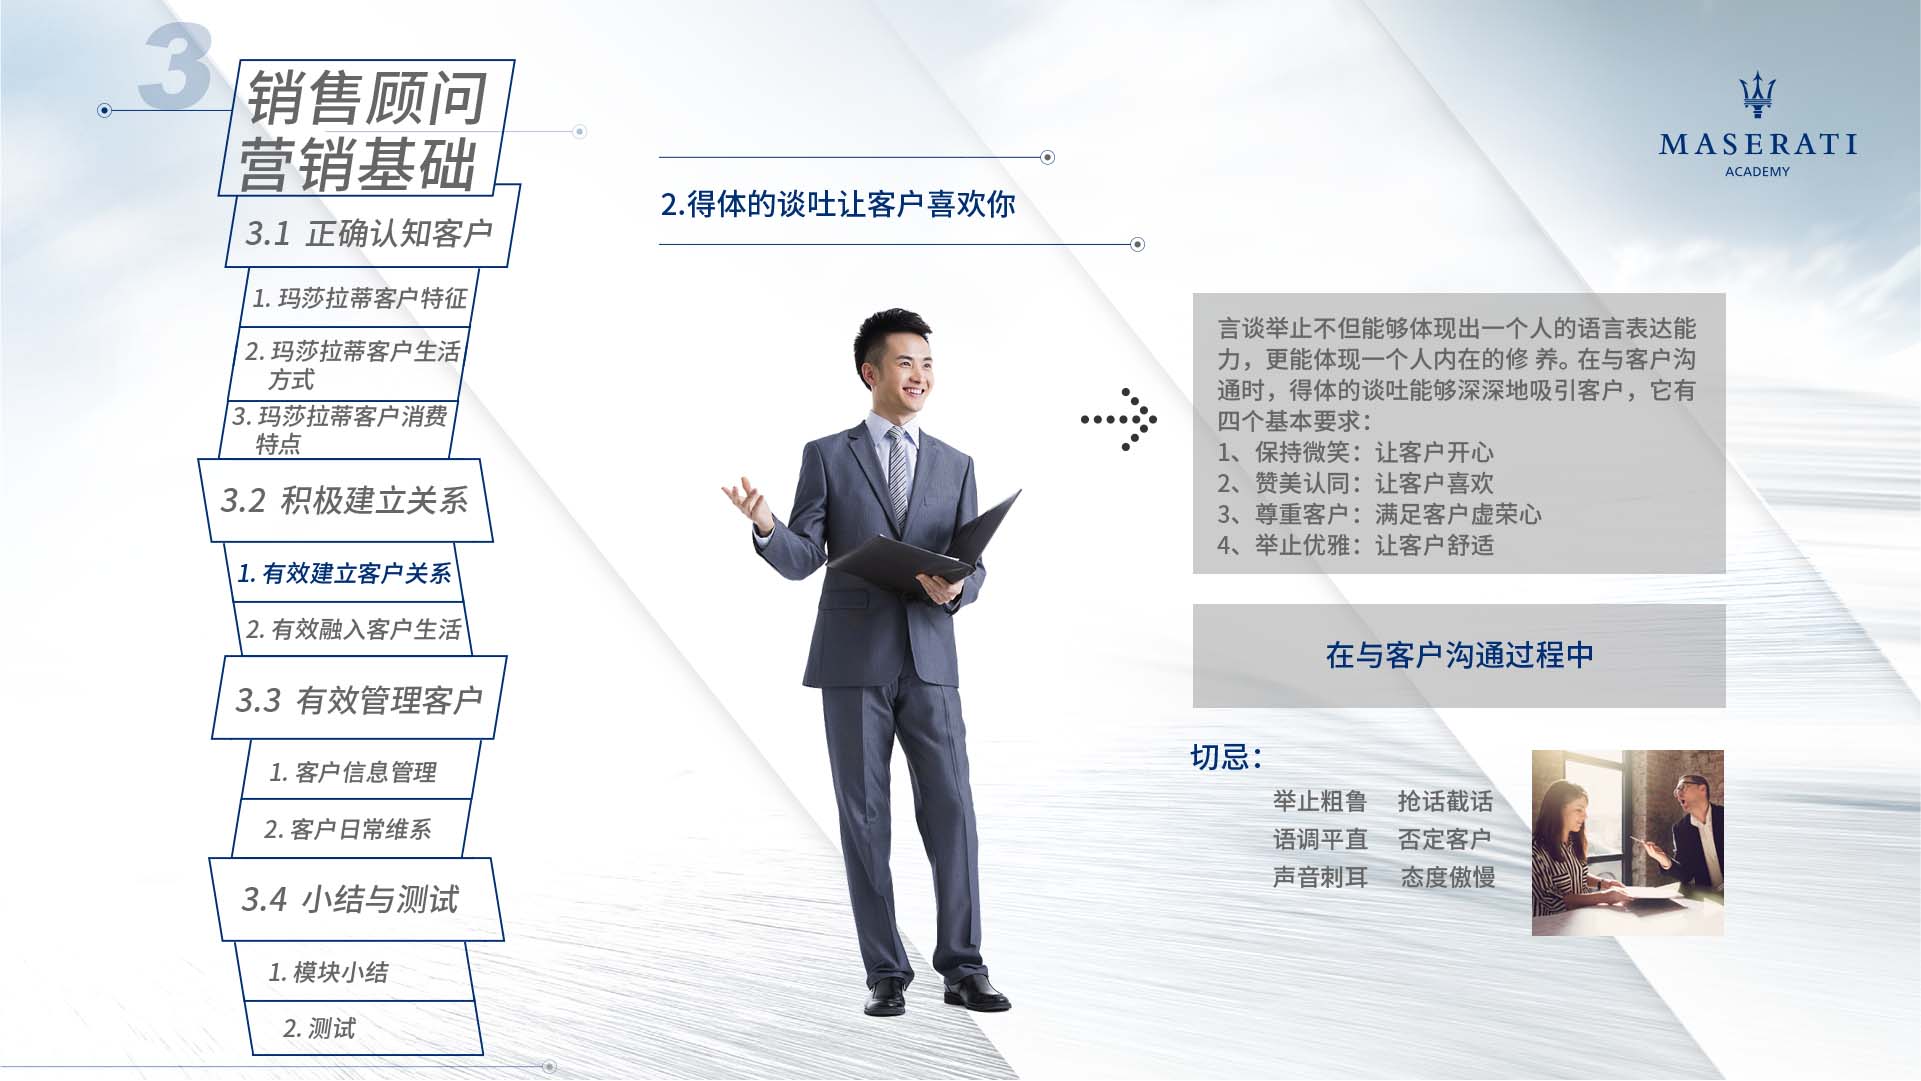 3
销售顾问
营销基础
3.1 正确认知客户
1. 玛莎拉蒂客户特征
2. 玛莎拉蒂客户生活
方式
3. 玛莎拉蒂客户消费
特点
3.2 积极建立关系
1. 有效建立客户关系
2. 有效融入客户生活
3.3 有效管理客户
1. 客户信息管理
2. 客户日常维系
3.4 小结与测试
1. 模块小结
2. 测试
2.得体的谈吐让客户喜欢你
MASERATI
ACADEMY
言谈举止不但能够体现出一个人的语言表达能
力，更能体现一个人内在的修 养。在与客户沟
通时，得体的谈吐能够深深地吸引客户，它有
四个基本要求：
1、保持微笑：让客户开心
2、赞美认同：让客户喜欢
3、尊重客户：满足客户虚荣心
4、举止优雅：让客户舒适
在与客户沟通过程中
切忌：
举止粗鲁 抢话截话
语调平直 否定客户
声音刺耳 态度傲慢